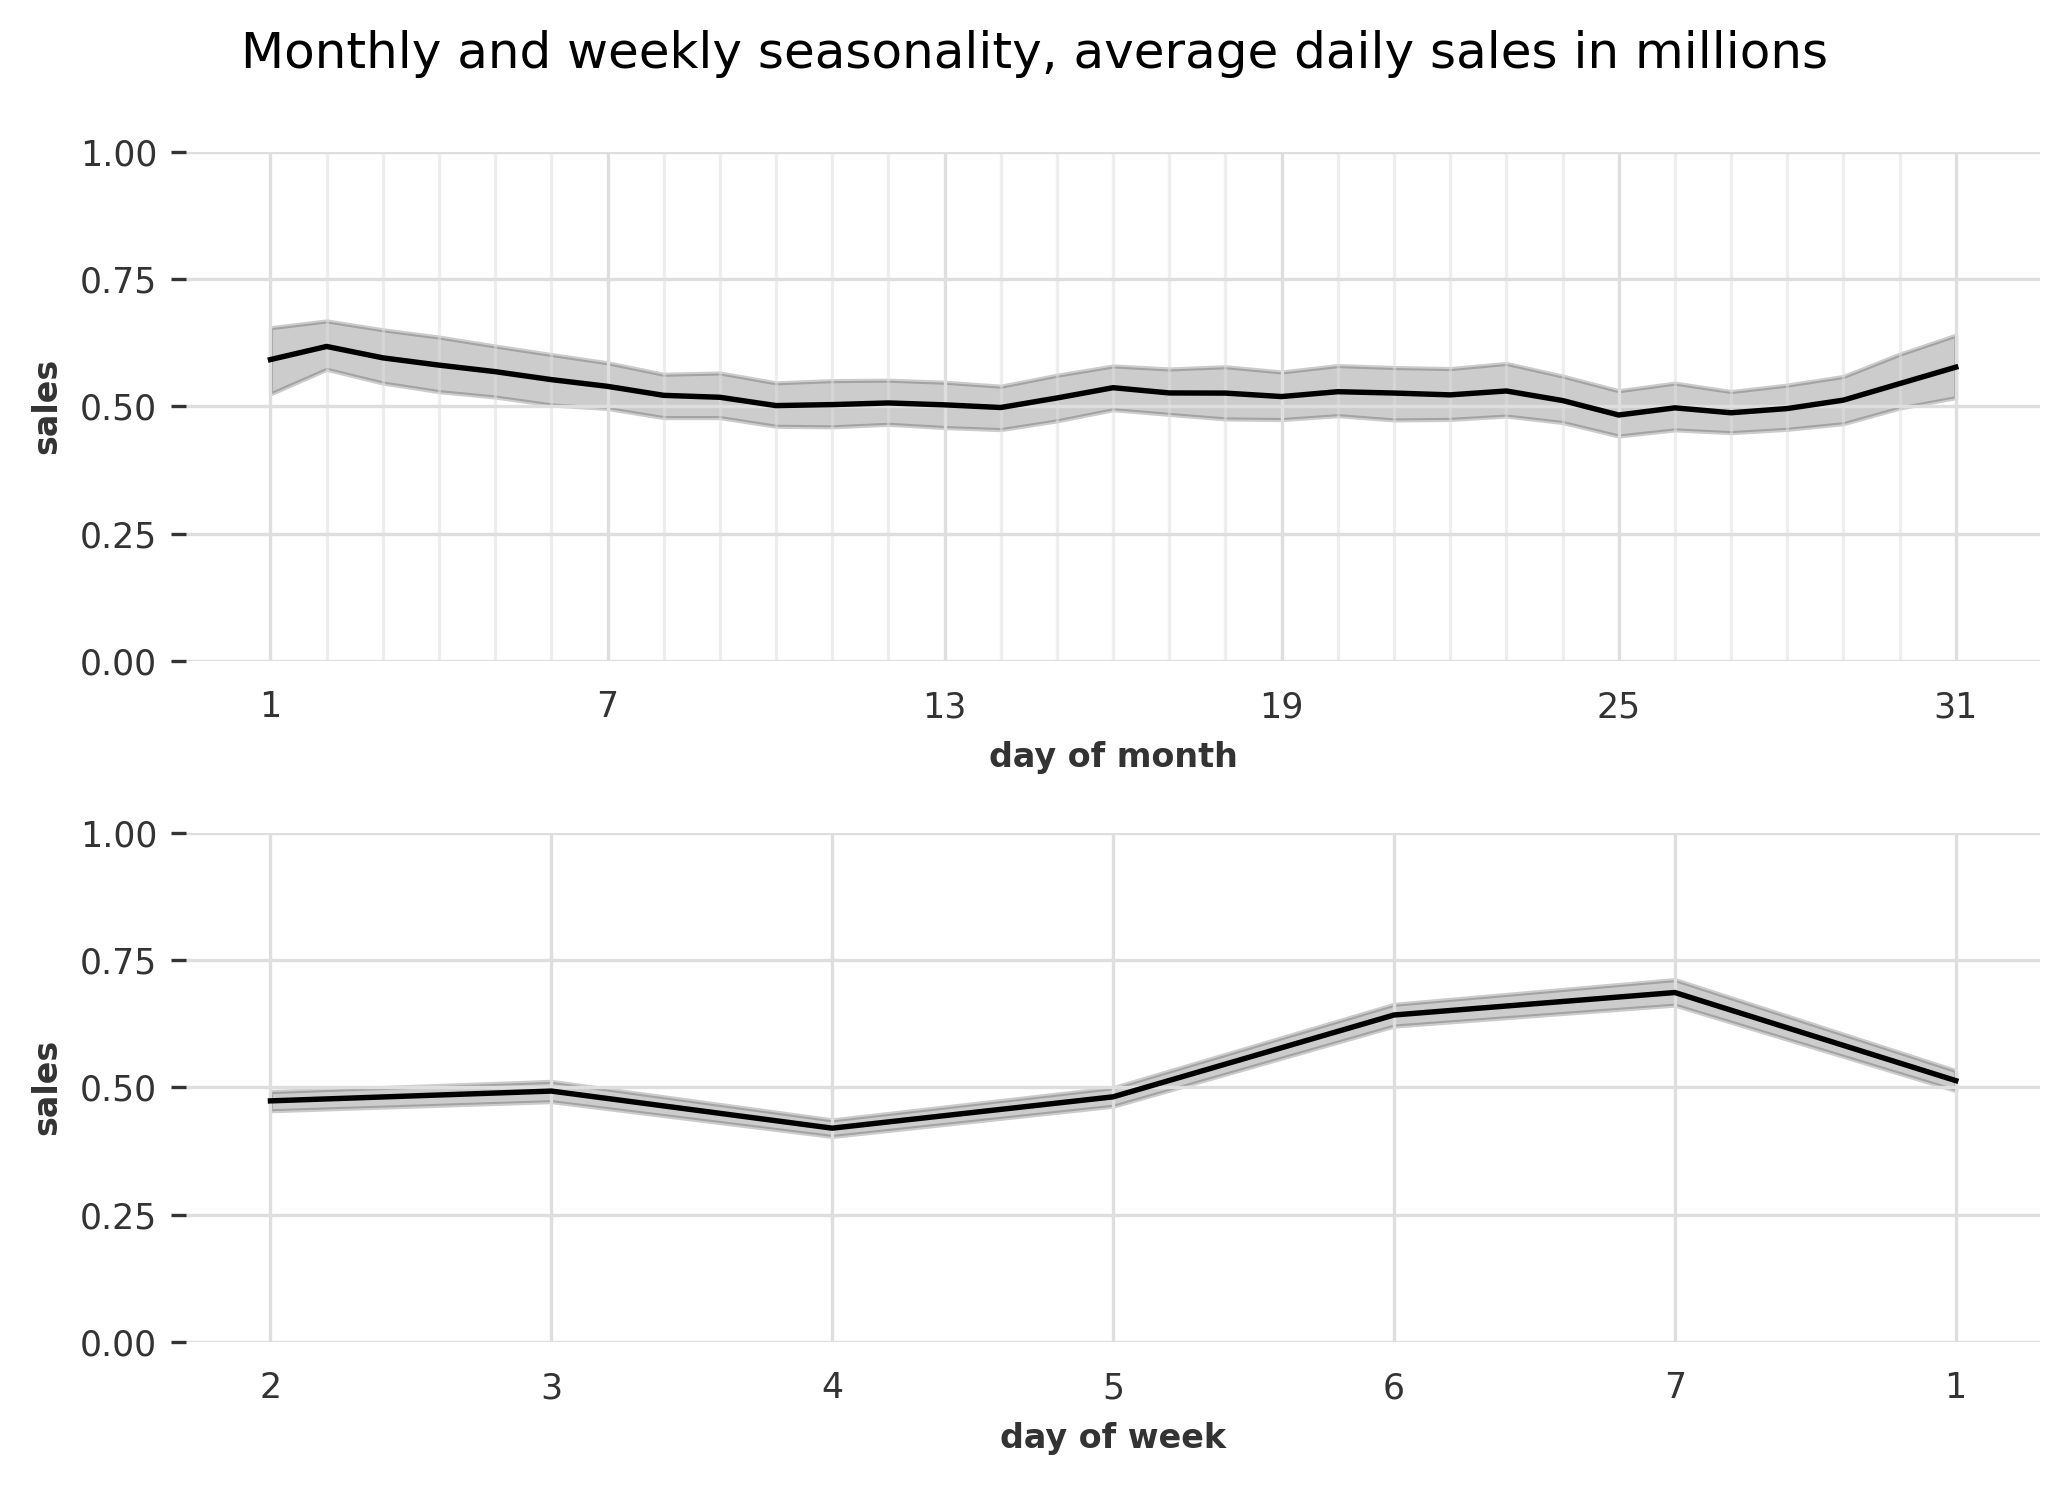 Monthly and weekly seasonality, average daily sales in millions
1.00
0.75
0.50
0.25
0.00
sales
1 7 13 19 25 31
day of month
1.00
0.75
0.50
0.25
0.00
sales
2 3 4 5 6 7 1
day of week